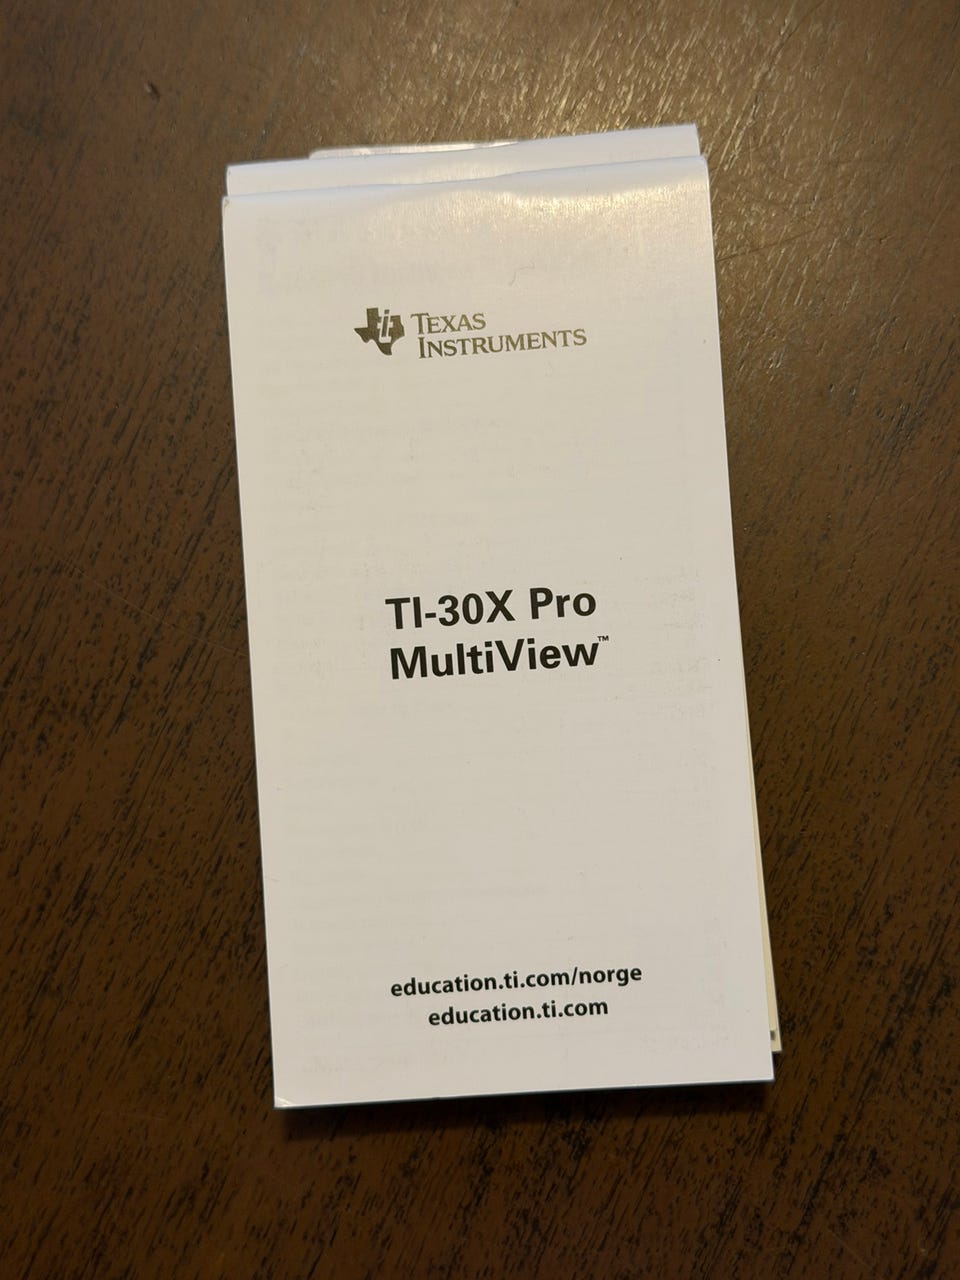 TEXAS
INSTRUMENTS
TI-30X Pro
MultiView™
education.ti.com/norge
education.ti.com